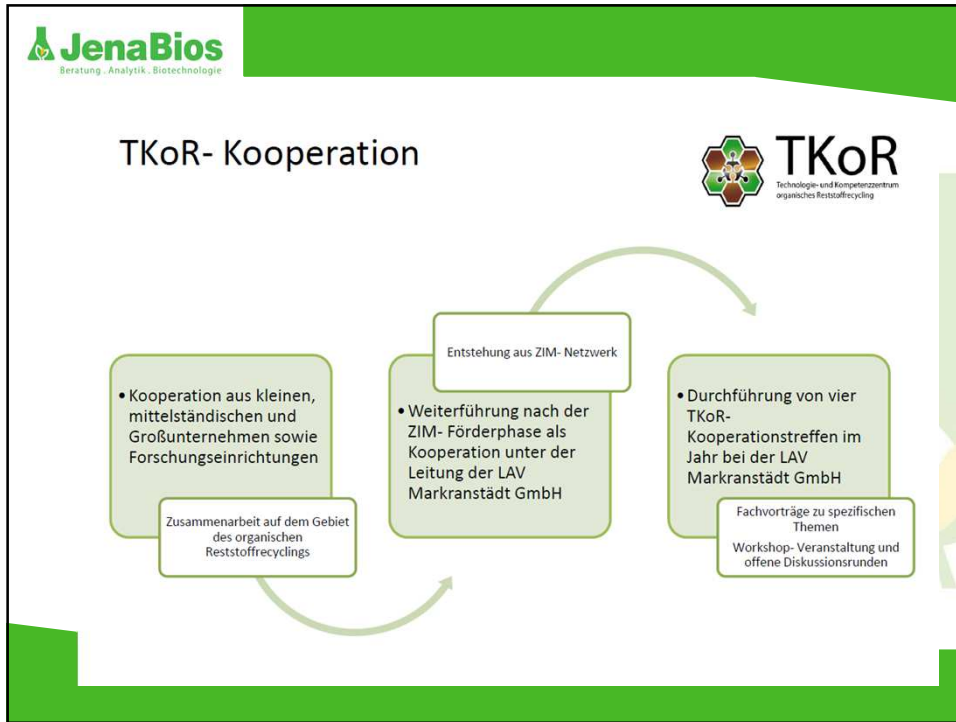 JenaBios
Beratung . Analytik . Biotechnologie
TKoR- Kooperation
TKoR
Technologie- und Kompetenzzentrum
organisches Reststoffrecycling
• Kooperation aus kleinen,
mittelständischen und
Großunternehmen sowie
Forschungseinrichtungen
Zusammenarbeit auf dem Gebiet
des organischen
Reststoffrecyclings
Entstehung aus ZIM- Netzwerk
• Weiterführung nach der
ZIM- Förderphase als
Kooperation unter der
Leitung der LAV
Markranstädt GmbH
• Durchführung von vier
TKoR-
Kooperationstreffen im
Jahr bei der LAV
Markranstädt GmbH
Fachvorträge zu spezifischen
Themen
Workshop- Veranstaltung und
offene Diskussionsrunden